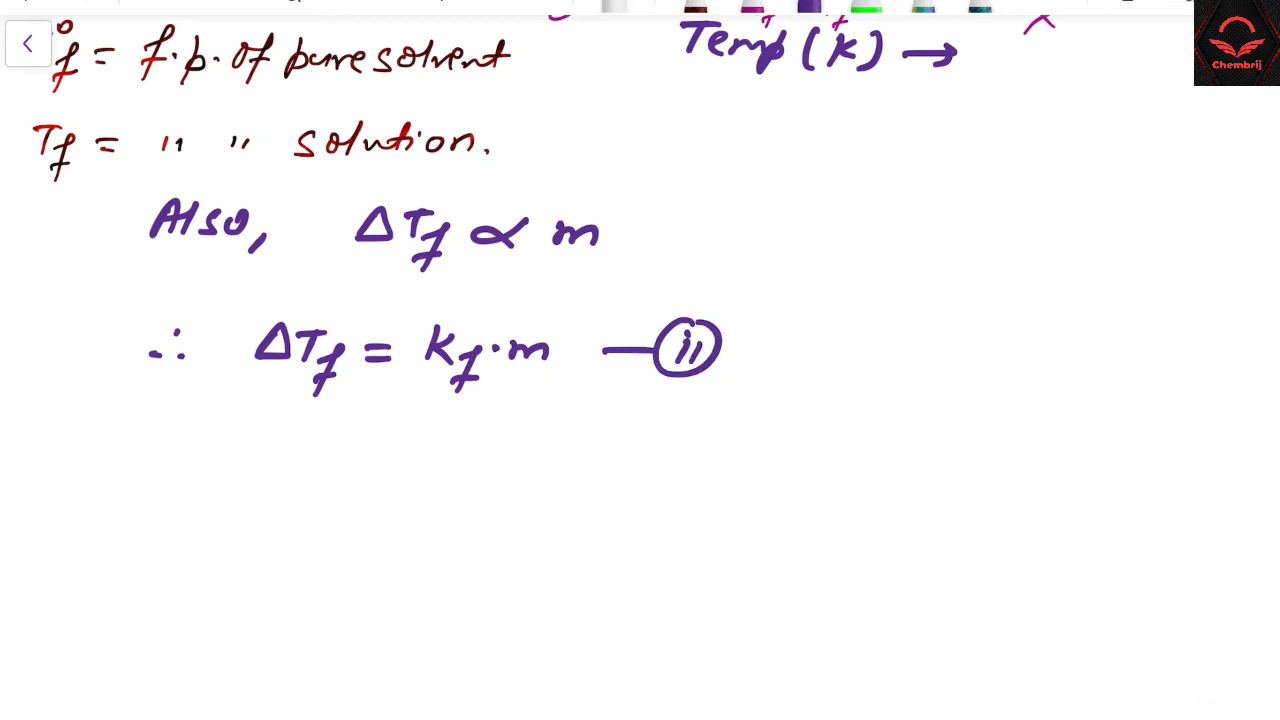 T°f = f.p. of pure solvent
Temp (K) →
Tf = " " solution.
Also, ΔTf ∝ m
∴ ΔTf = Kf · m — (ii)
Chembrij